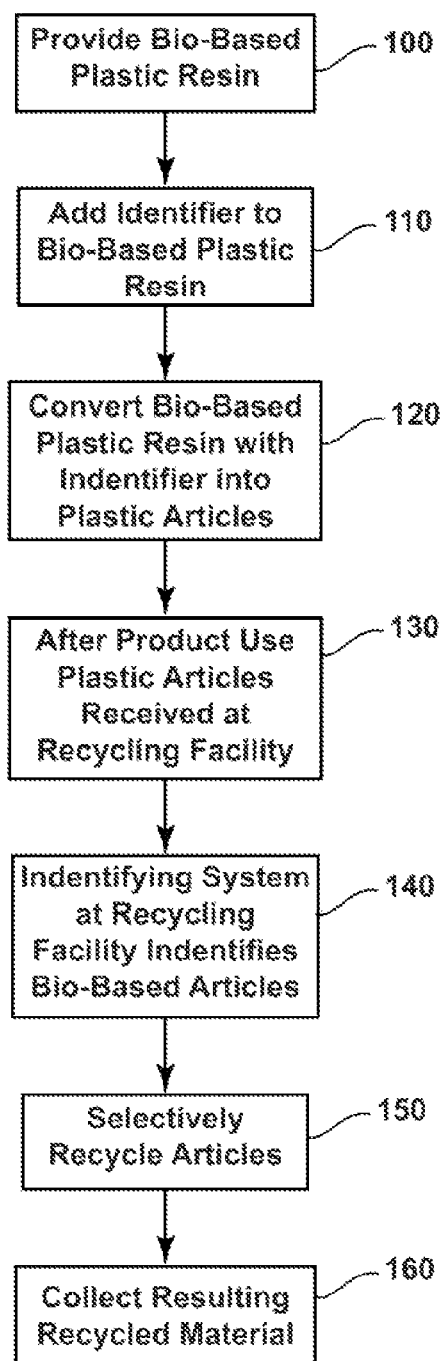 Provide Bio-Based
Plastic Resin
100
Add Identifier to
Bio-Based Plastic
Resin
110
Convert Bio-Based
Plastic Resin with
Indentifier into
Plastic Articles
120
After Product Use
Plastic Articles
Received at
Recycling Facility
130
Indentifying System
at Recycling
Facility Indentifies
Bio-Based Articles
140
Selectively
Recycle Articles
150
Collect Resulting
Recycled Material
160